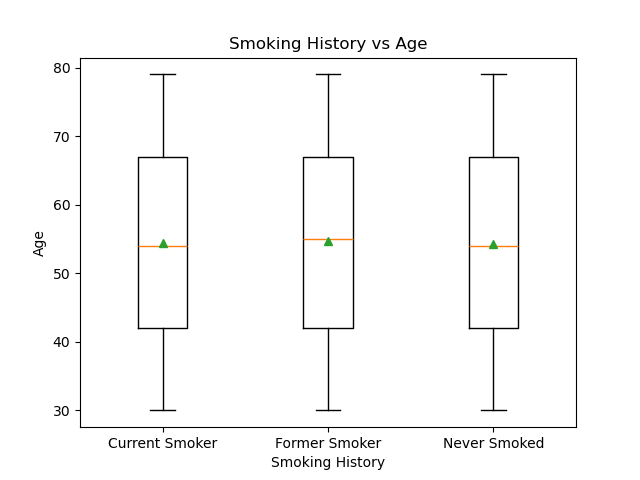 Smoking History vs Age
80
70
60
50
40
30
Age
Current Smoker
Former Smoker
Never Smoked
Smoking History